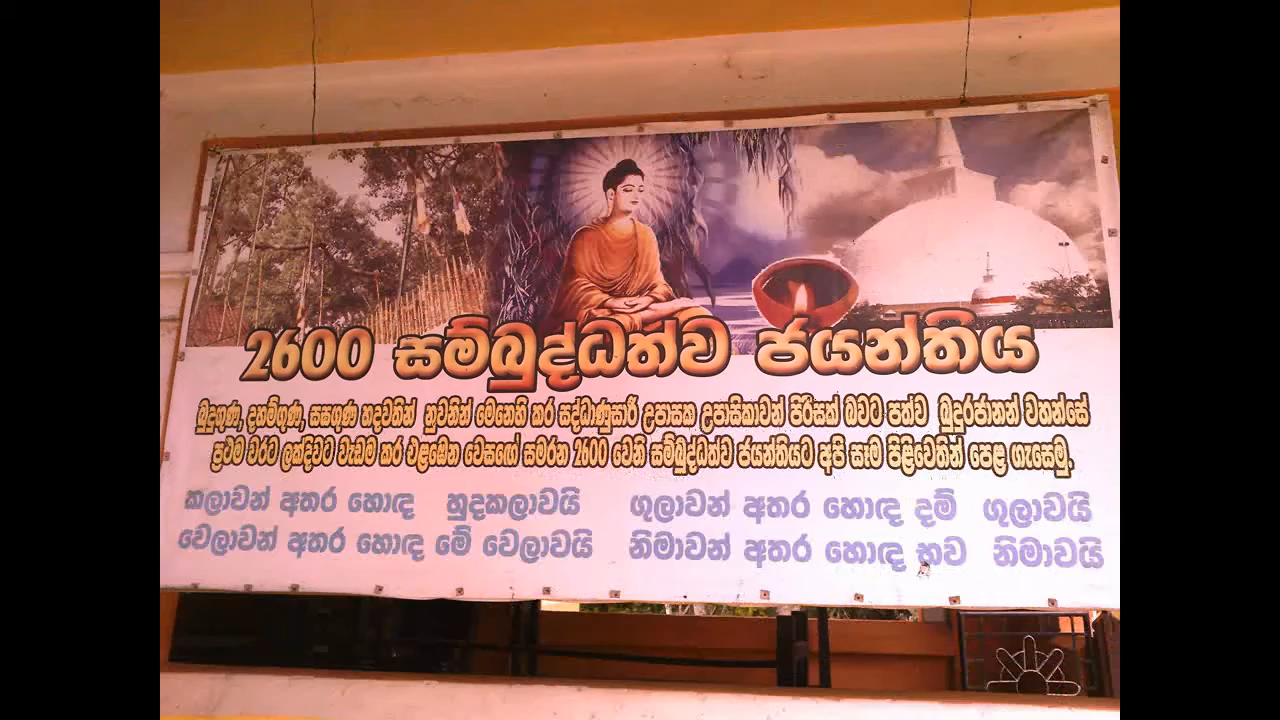 2600 සම්බුද්ධත්ව ජයන්තිය
බුදුගුණ, දහම්ගුණ, සඟගුණ හදවතින් නුවනින් මෙනෙහි කර සද්ධාණුසාරී උපාසක උපාසිකාවන් පිරිසක් බවට පත්ව බුදුරජානන් වහන්සේ
ප්‍රථම වරට ලක්දිවට වැඩම කර එළඹෙන වෙසඟේ සමරන 2600 වෙනි සම්බුද්ධත්ව ජයන්තියට අපි සැම පිළිවෙතින් පෙළ ගැසෙමු.
කලාවන් අතර හොඳ හුදකලාවයි ගුලාවන් අතර හොඳ දම් ගුලාවයි
වෙලාවන් අතර හොඳ මේ වෙලාවයි නිමාවන් අතර හොඳ භව නිමාවයි